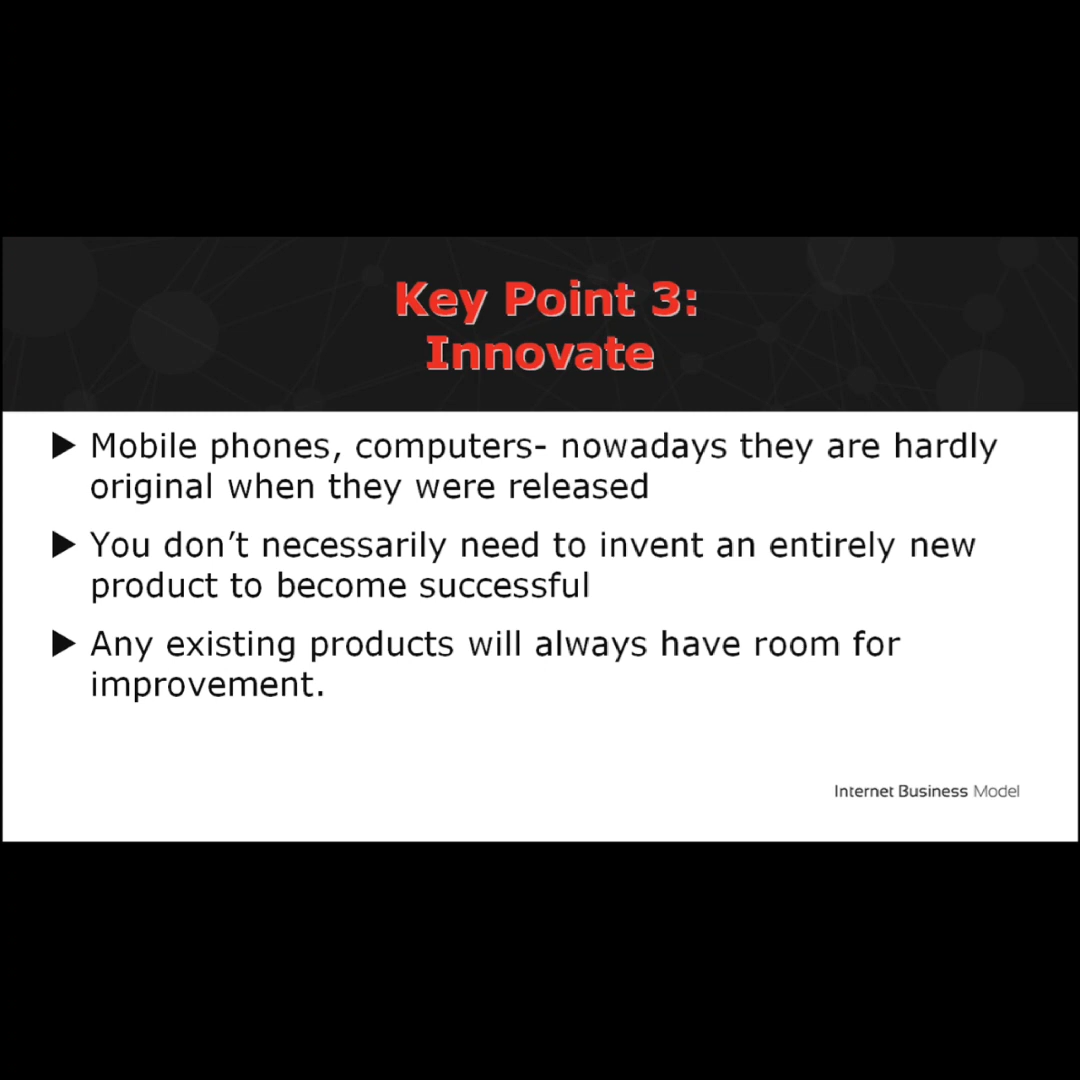 Key Point 3:
Innovate
▶ Mobile phones, computers- nowadays they are hardly
original when they were released
▶ You don’t necessarily need to invent an entirely new
product to become successful
▶ Any existing products will always have room for
improvement.
Internet Business Model